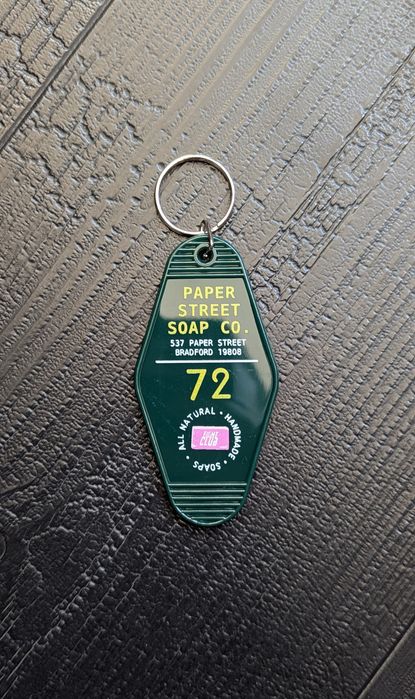 PAPER
STREET
SOAP CO.
537 PAPER STREET
BRADFORD 19808
72
ALL NATURAL • HANDMADE • SOAPS •